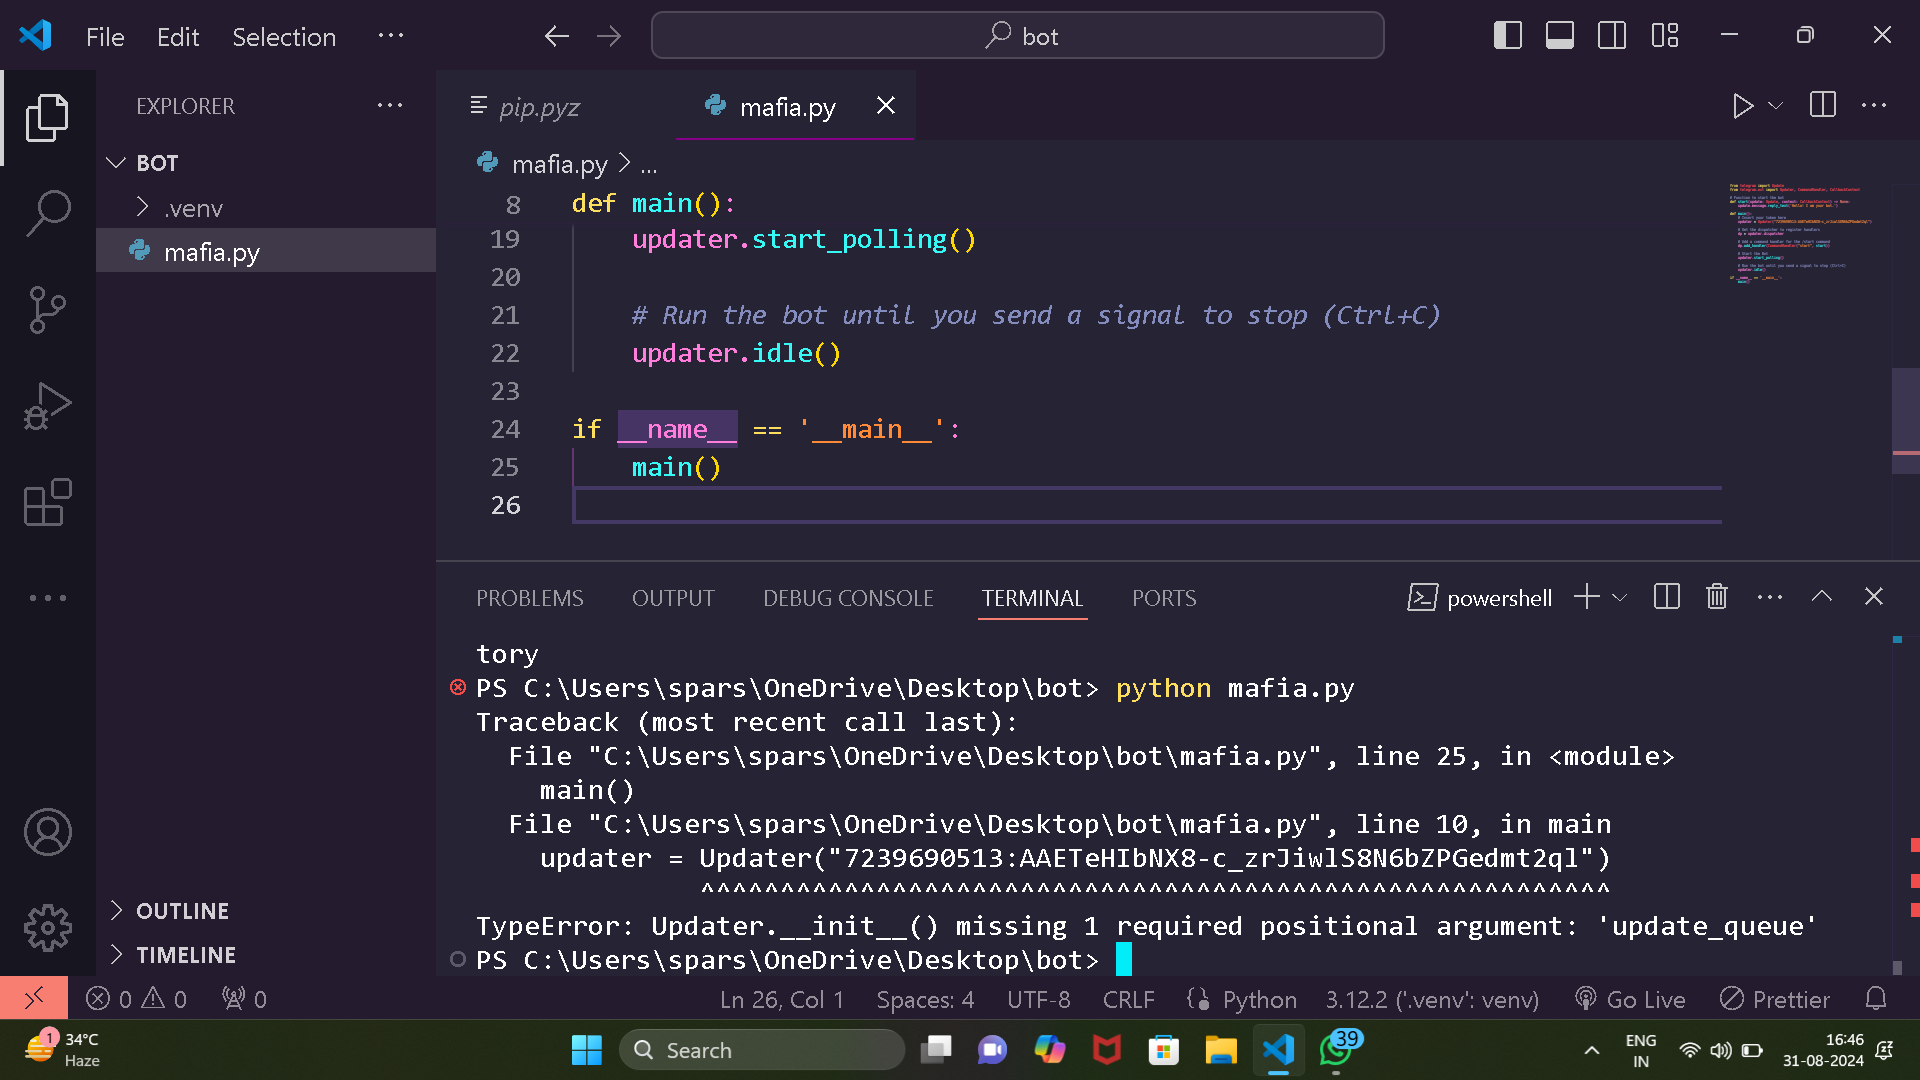 File Edit Selection ...
bot
EXPLORER
BOT
.venv
mafia.py
OUTLINE
TIMELINE
pip.pyz
mafia.py
mafia.py > ...
8 def main():
19 updater.start_polling()
20
21 # Run the bot until you send a signal to stop (Ctrl+C)
22 updater.idle()
23
24 if __name__ == '__main__':
25 main()
26
PROBLEMS OUTPUT DEBUG CONSOLE TERMINAL PORTS
powershell
tory
PS C:\Users\spars\OneDrive\Desktop\bot> python mafia.py
Traceback (most recent call last):
File "C:\Users\spars\OneDrive\Desktop\bot\mafia.py", line 25, in <module>
main()
File "C:\Users\spars\OneDrive\Desktop\bot\mafia.py", line 10, in main
updater = Updater("7239690513:AAETeHIbNX8-c_zrJiwlS8N6bZPGedmt2ql")
^^^^^^^^^^^^^^^^^^^^^^^^^^^^^^^^^^^^^^^^^^^^^^^^^^^^^^^^^
TypeError: Updater.__init__() missing 1 required positional argument: 'update_queue'
PS C:\Users\spars\OneDrive\Desktop\bot>
0 0 0
Ln 26, Col 1 Spaces: 4 UTF-8 CRLF Python 3.12.2 ('.venv': venv) Go Live Prettier
1
34°C
Haze
Search
39
ENG
IN
16:46
31-08-2024